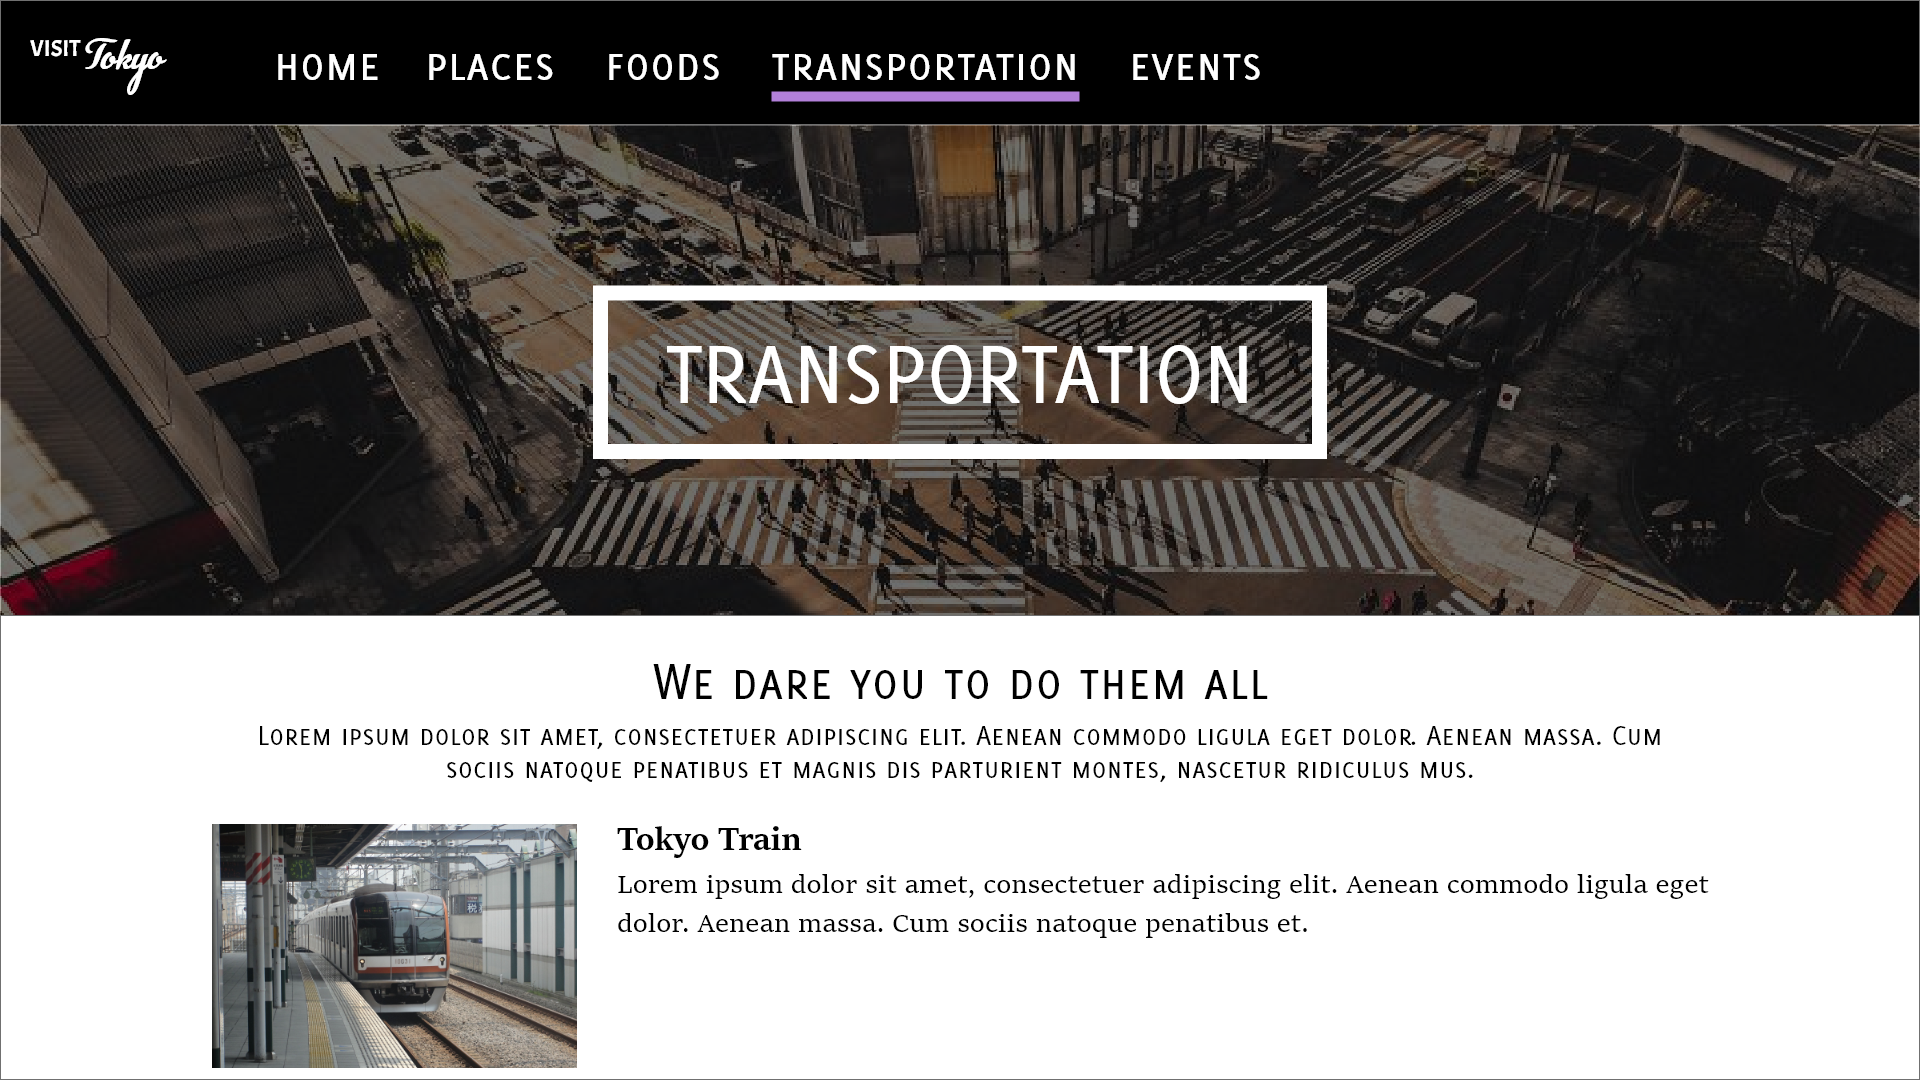 VISIT Tokyo
HOME PLACES FOODS TRANSPORTATION EVENTS
TRANSPORTATION
We dare you to do them all
Lorem ipsum dolor sit amet, consectetuer adipiscing elit. Aenean commodo ligula eget dolor. Aenean massa. Cum
sociis natoque penatibus et magnis dis parturient montes, nascetur ridiculus mus.
Tokyo Train
Lorem ipsum dolor sit amet, consectetuer adipiscing elit. Aenean commodo ligula eget
dolor. Aenean massa. Cum sociis natoque penatibus et.